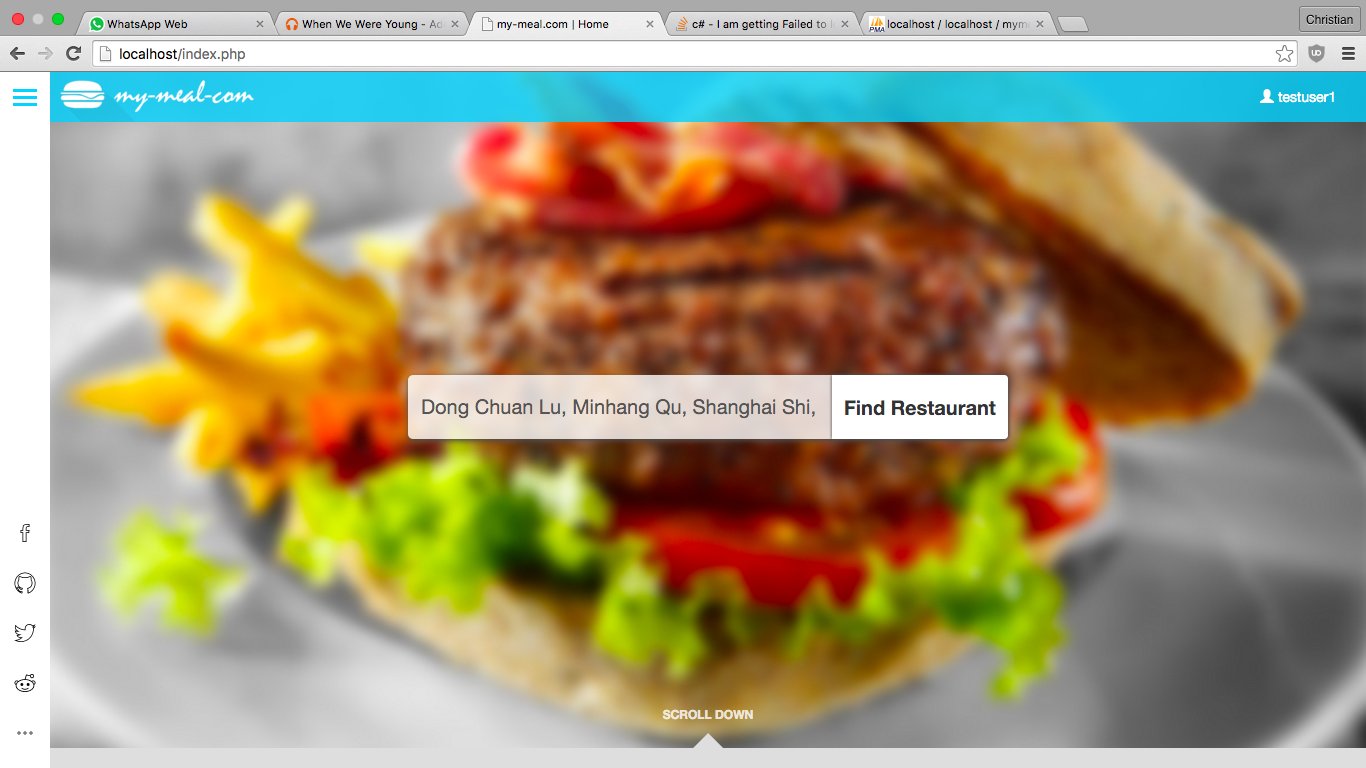 WhatsApp Web
When We Were Young - Ad
my-meal.com | Home
c# - I am getting Failed to l
localhost / localhost / mym
Christian
localhost/index.php
my-meal-com
testuser1
Dong Chuan Lu, Minhang Qu, Shanghai Shi,
Find Restaurant
SCROLL DOWN